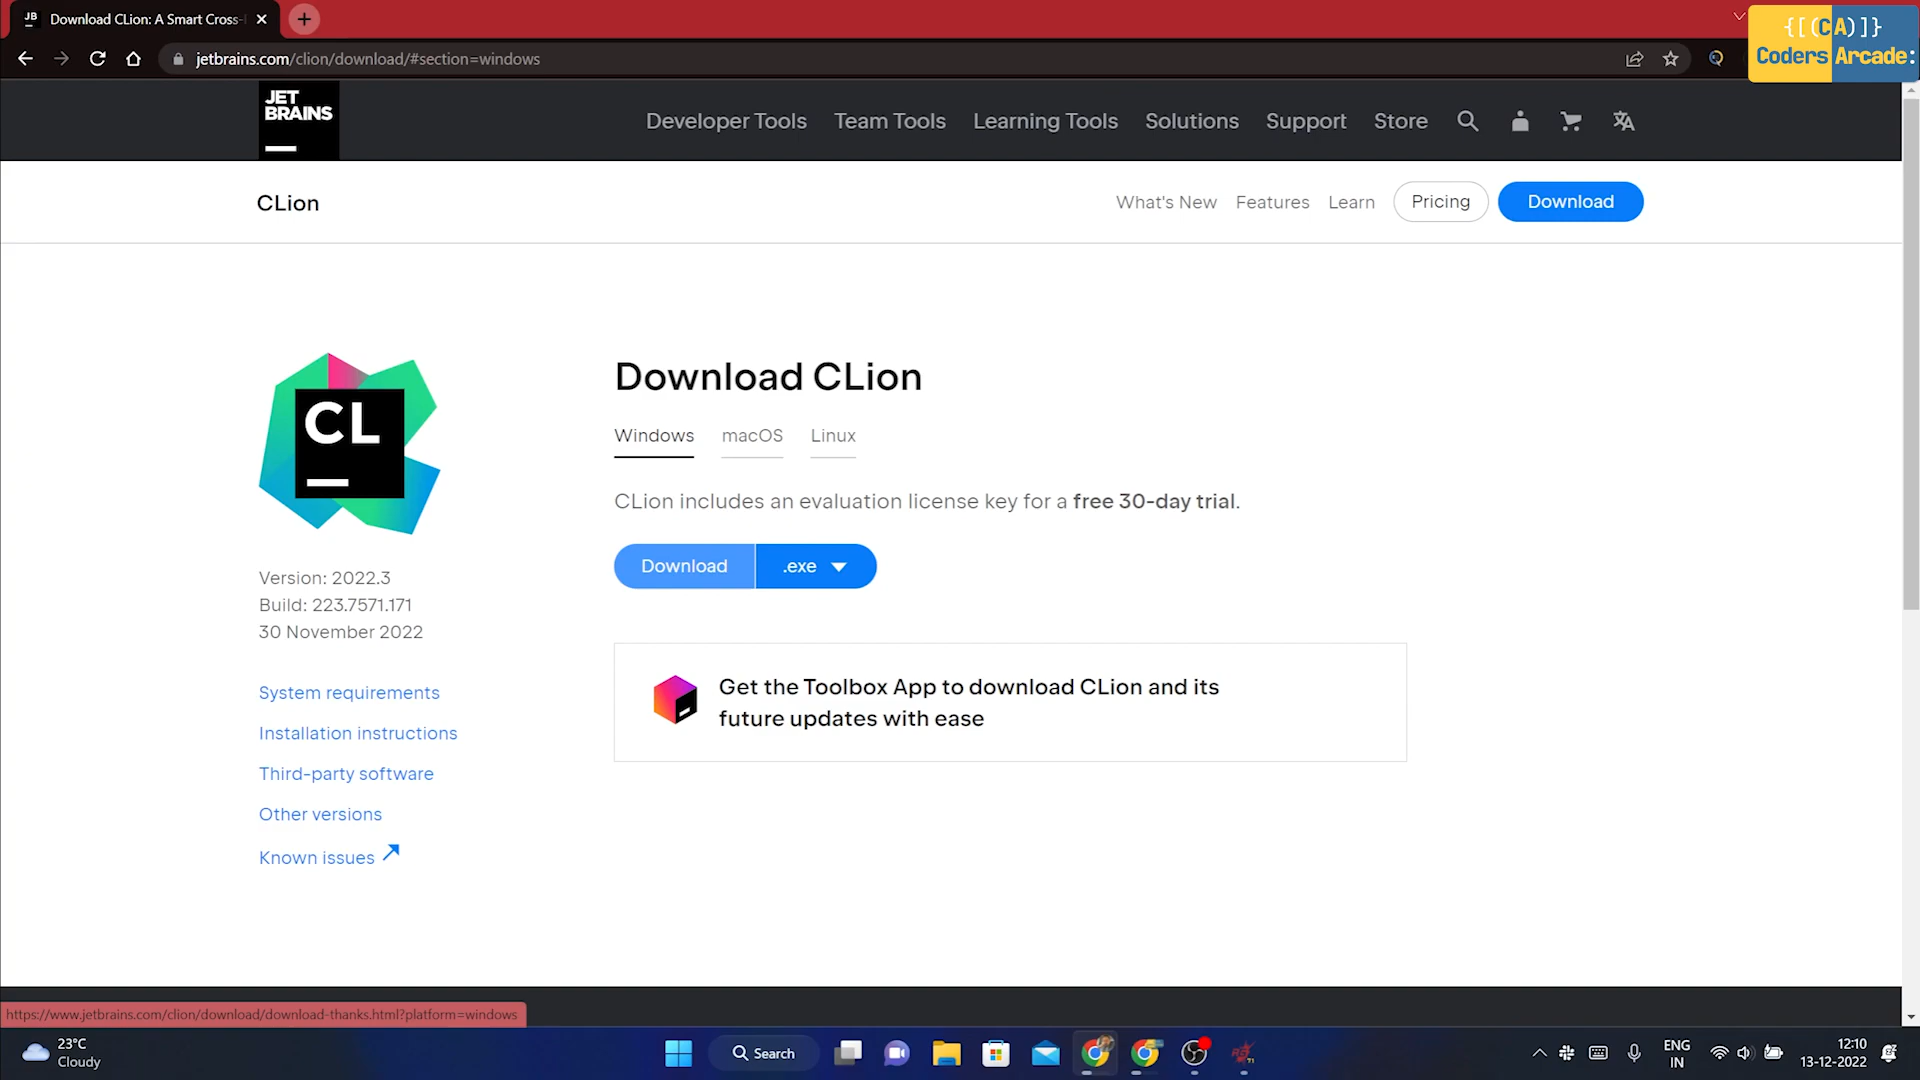 JB Download CLion: A Smart Cross-
{[(CA)]}
Coders Arcade:
jetbrains.com/clion/download/#section=windows
JET
BRAINS
Developer Tools Team Tools Learning Tools Solutions Support Store
CLion
What's New Features Learn Pricing Download
CL
Download CLion
Windows macOS Linux
CLion includes an evaluation license key for a free 30-day trial.
Download .exe
Version: 2022.3
Build: 223.7571.171
30 November 2022
Get the Toolbox App to download CLion and its
future updates with ease
System requirements
Installation instructions
Third-party software
Other versions
Known issues
https://www.jetbrains.com/clion/download/download-thanks.html?platform=windows
23°C
Cloudy
Search
ENG
IN
12:10
13-12-2022